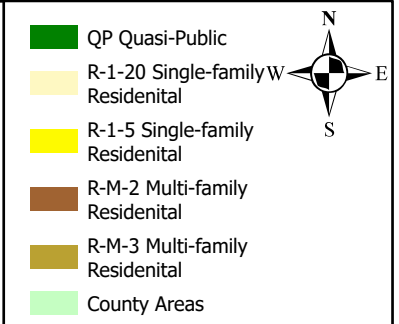 N
W E
S
QP Quasi-Public
R-1-20 Single-family
Residenital
R-1-5 Single-family
Residenital
R-M-2 Multi-family
Residenital
R-M-3 Multi-family
Residenital
County Areas